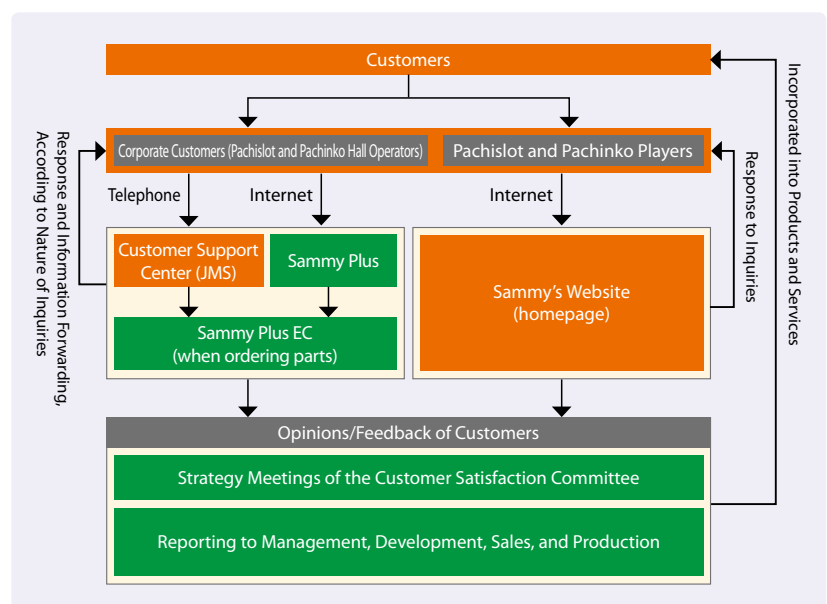 Customers
Corporate Customers (Pachislot and Pachinko Hall Operators)
Pachislot and Pachinko Players
Telephone
Internet
Internet
Customer Support
Center (JMS)
Sammy Plus
Sammy Plus EC
(when ordering parts)
Sammy’s Website
(homepage)
Opinions/Feedback of Customers
Strategy Meetings of the Customer Satisfaction Committee
Reporting to Management, Development, Sales, and Production
Response and Information Forwarding,
According to Nature of Inquiries
Response to Inquiries
Incorporated into Products and Services